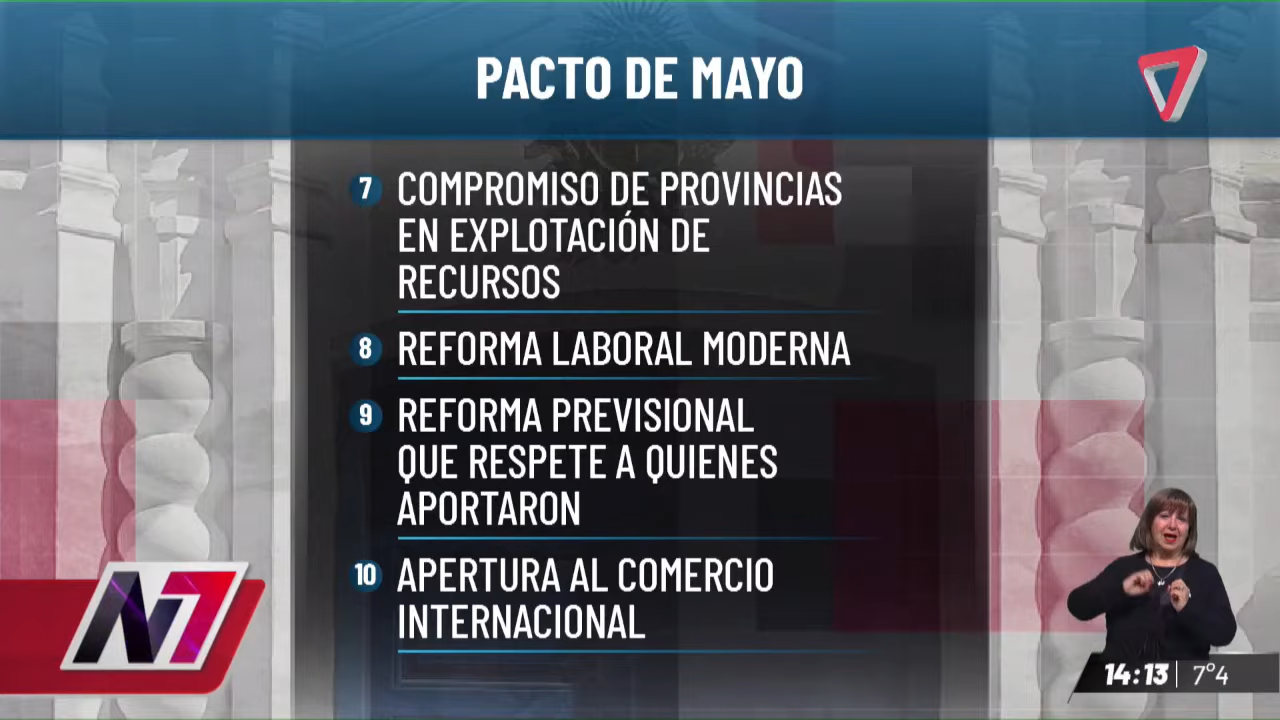 PACTO DE MAYO
7 COMPROMISO DE PROVINCIAS
EN EXPLOTACIÓN DE
RECURSOS
8 REFORMA LABORAL MODERNA
9 REFORMA PREVISIONAL
QUE RESPETE A QUIENES
APORTARON
10 APERTURA AL COMERCIO
INTERNACIONAL
N7
14:13 7°4